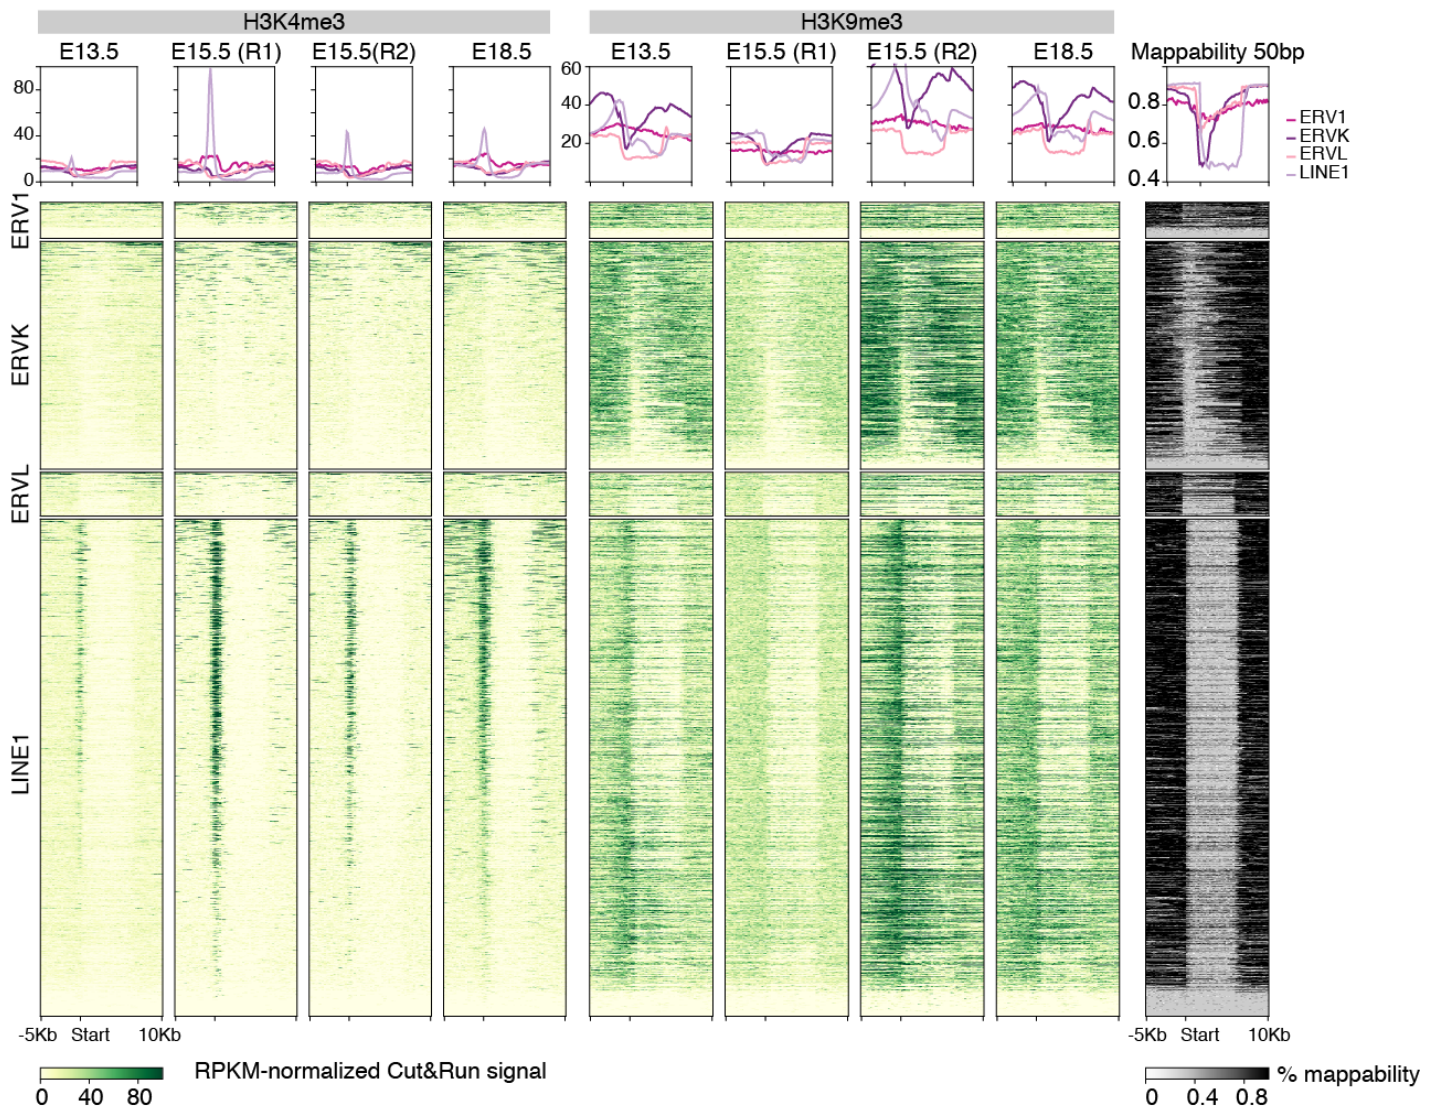 H3K4me3 H3K9me3
E13.5 E15.5 (R1) E15.5(R2) E18.5 E13.5 E15.5 (R1) E15.5 (R2) E18.5 Mappability 50bp
80
40
0
60
40
20
0.8
0.6
0.4
ERV1
ERVK
ERVL
LINE1
ERV1
ERVK
ERVL
LINE1
-5Kb Start 10Kb -5Kb Start 10Kb
RPKM-normalized Cut&Run signal % mappability
0 40 80 0 0.4 0.8